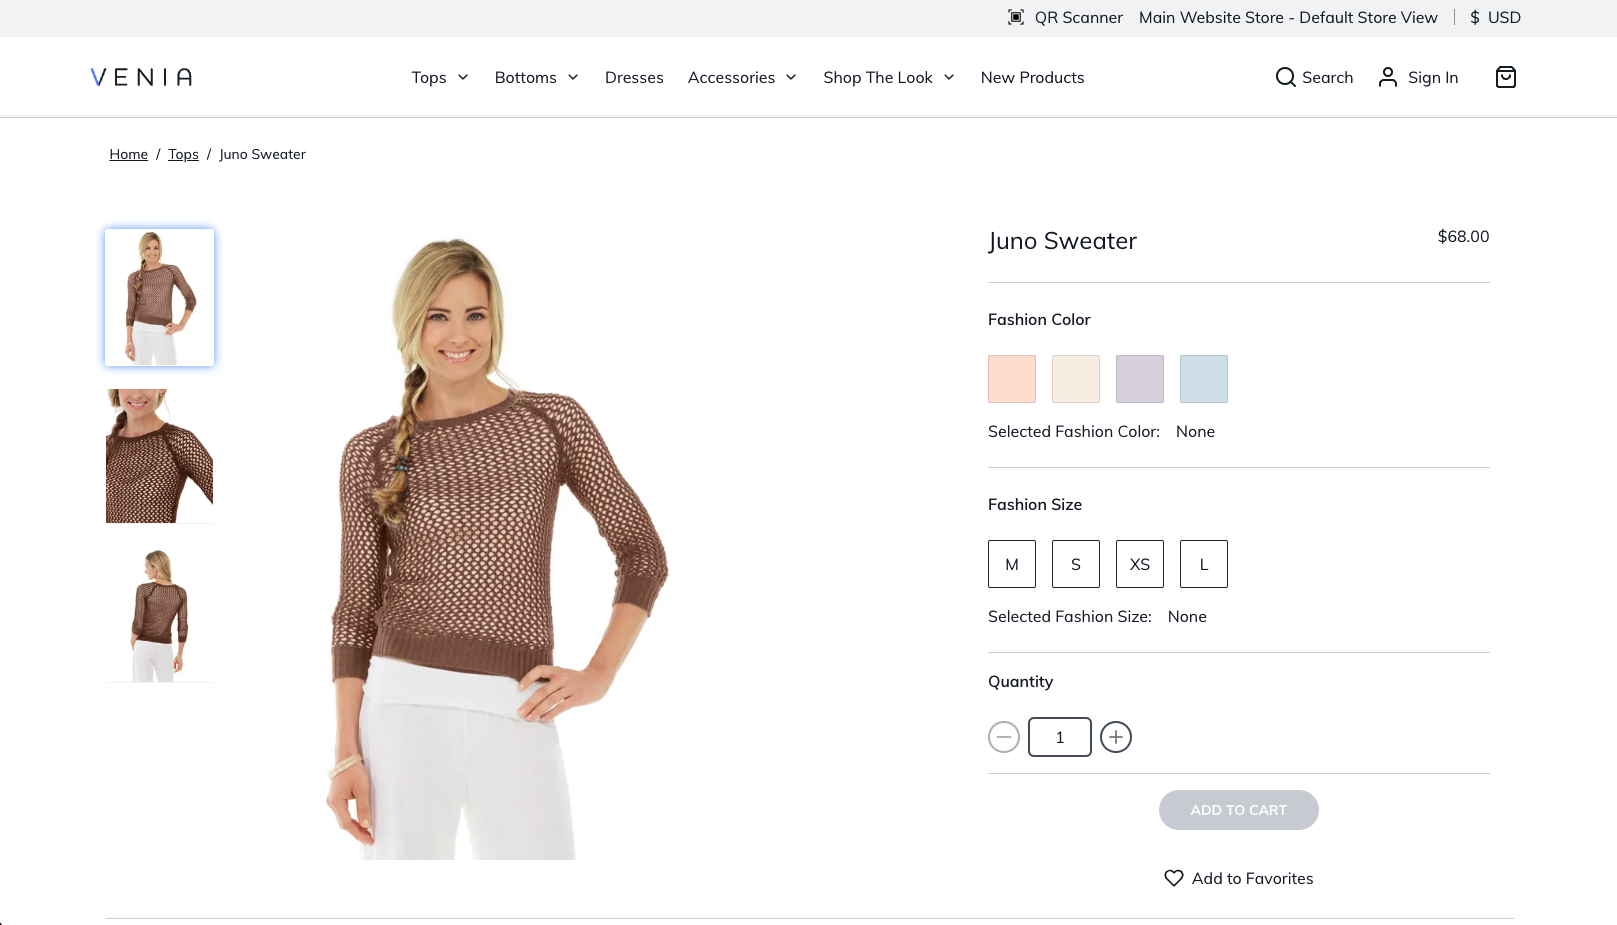 QR Scanner Main Website Store - Default Store View $ USD
VENIA Tops Bottoms Dresses Accessories Shop The Look New Products Search Sign In
Home / Tops / Juno Sweater
Juno Sweater $68.00
Fashion Color
Selected Fashion Color: None
Fashion Size
M S XS L
Selected Fashion Size: None
Quantity
1
ADD TO CART
Add to Favorites